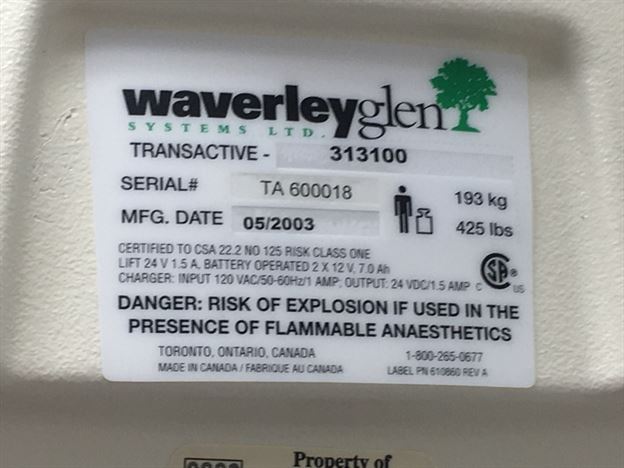 waverleyglen
SYSTEMS LTD.
TRANSACTIVE - 313100
SERIAL# TA 600018
193 kg
MFG. DATE 05/2003
425 lbs
CERTIFIED TO CSA 22.2 NO 125 RISK CLASS ONE
LIFT 24 V 1.5 A, BATTERY OPERATED 2 X 12 V, 7.0 Ah
CHARGER: INPUT 120 VAC/50-60Hz/1 AMP, OUTPUT: 24 VDC/1.5 AMP
C SA ® US
DANGER: RISK OF EXPLOSION IF USED IN THE
PRESENCE OF FLAMMABLE ANAESTHETICS
TORONTO, ONTARIO, CANADA 1-800-265-0677
MADE IN CANADA / FABRIQUE AU CANADA LABEL PN 610860 REV A
Property of